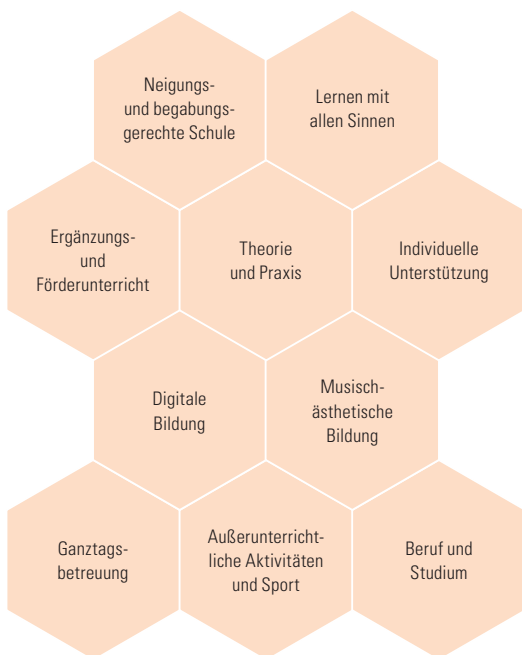 Neigungs-
und begabungs-
gerechte Schule
Lernen mit
allen Sinnen
Ergänzungs-
und
Förderunterricht
Theorie
und Praxis
Individuelle
Unterstützung
Digitale
Bildung
Musisch-
ästhetische
Bildung
Ganztags-
betreuung
Außerunterricht-
liche Aktivitäten
und Sport
Beruf und
Studium